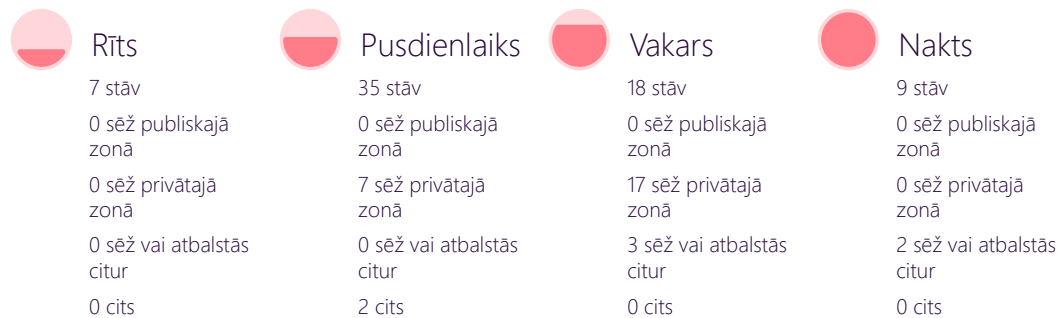 Rīts
7 stāv
0 sēž publiskajā
zonā
0 sēž privātajā
zonā
0 sēž vai atbalstās
citur
0 cits
Pusdienlaiks
35 stāv
0 sēž publiskajā
zonā
7 sēž privātajā
zonā
0 sēž vai atbalstās
citur
2 cits
Vakars
18 stāv
0 sēž publiskajā
zonā
17 sēž privātajā
zonā
3 sēž vai atbalstās
citur
0 cits
Nakts
9 stāv
0 sēž publiskajā
zonā
0 sēž privātajā
zonā
2 sēž vai atbalstās
citur
0 cits